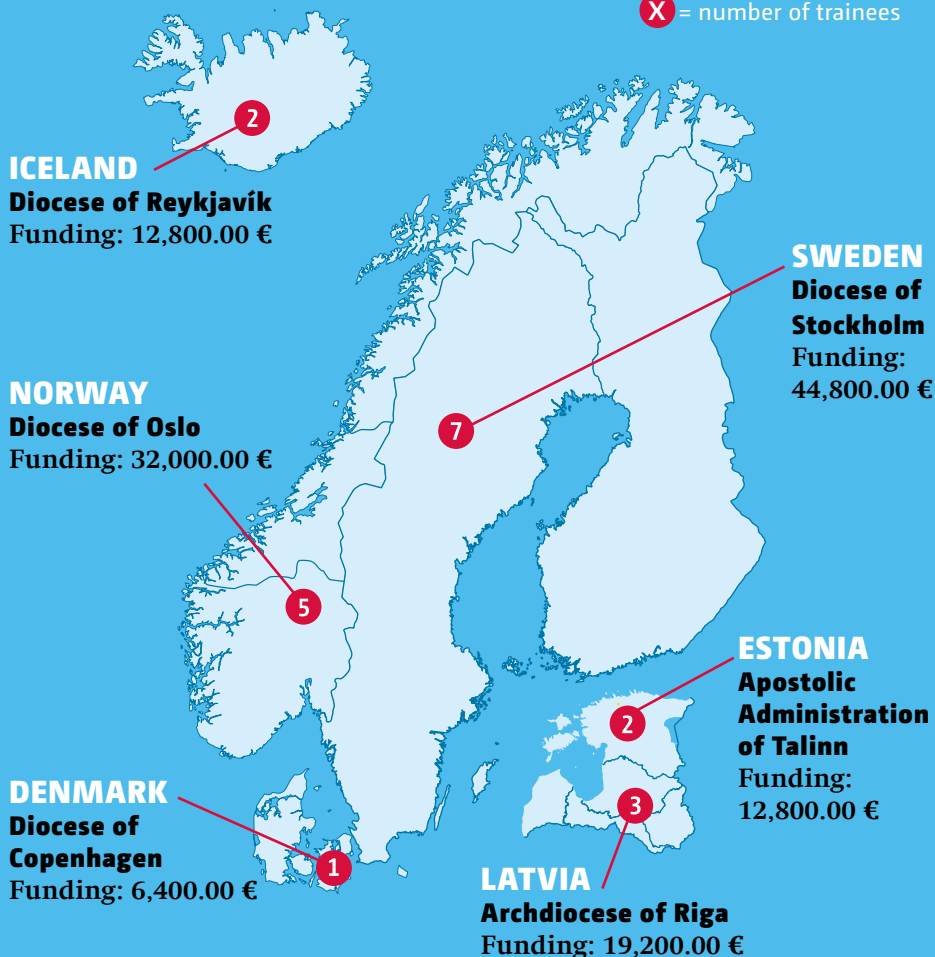 X = number of trainees
2
ICELAND
Diocese of Reykjavík
Funding: 12,800.00 €
SWEDEN
Diocese of
Stockholm
Funding:
44,800.00 €
7
NORWAY
Diocese of Oslo
Funding: 32,000.00 €
5
ESTONIA
Apostolic
Administration
of Talinn
Funding:
12,800.00 €
2
DENMARK
Diocese of
Copenhagen
Funding: 6,400.00 €
1
3
LATVIA
Archdiocese of Riga
Funding: 19,200.00 €